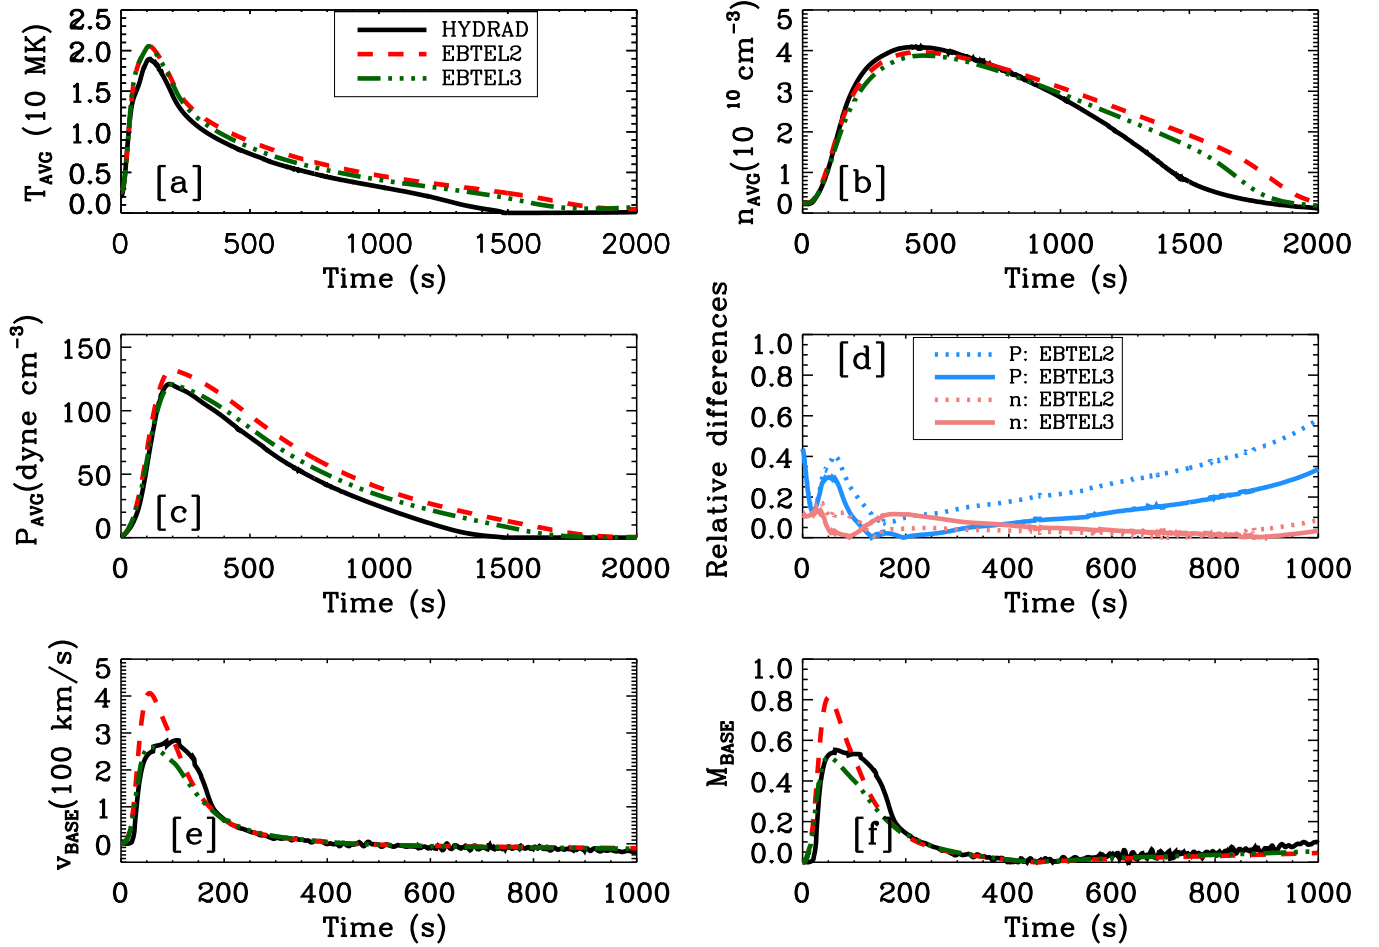 T_AVG (10 MK)
2.5
2.0
1.5
1.0
0.5
0.0
HYDRAD
EBTEL2
EBTEL3
[a]
0 500 1000 1500 2000
Time (s)
n_AVG(10 ^10 cm^-3)
5
4
3
2
1
0
[b]
0 500 1000 1500 2000
Time (s)
P_AVG(dyne cm^-3)
150
100
50
0
[c]
0 500 1000 1500 2000
Time (s)
Relative differences
1.0
0.8
0.6
0.4
0.2
0.0
[d]
P: EBTEL2
P: EBTEL3
n: EBTEL2
n: EBTEL3
0 200 400 600 800 1000
Time (s)
v_BASE(100 km/s)
5
4
3
2
1
0
[e]
0 200 400 600 800 1000
Time (s)
M_BASE
1.0
0.8
0.6
0.4
0.2
0.0
[f]
0 200 400 600 800 1000
Time (s)